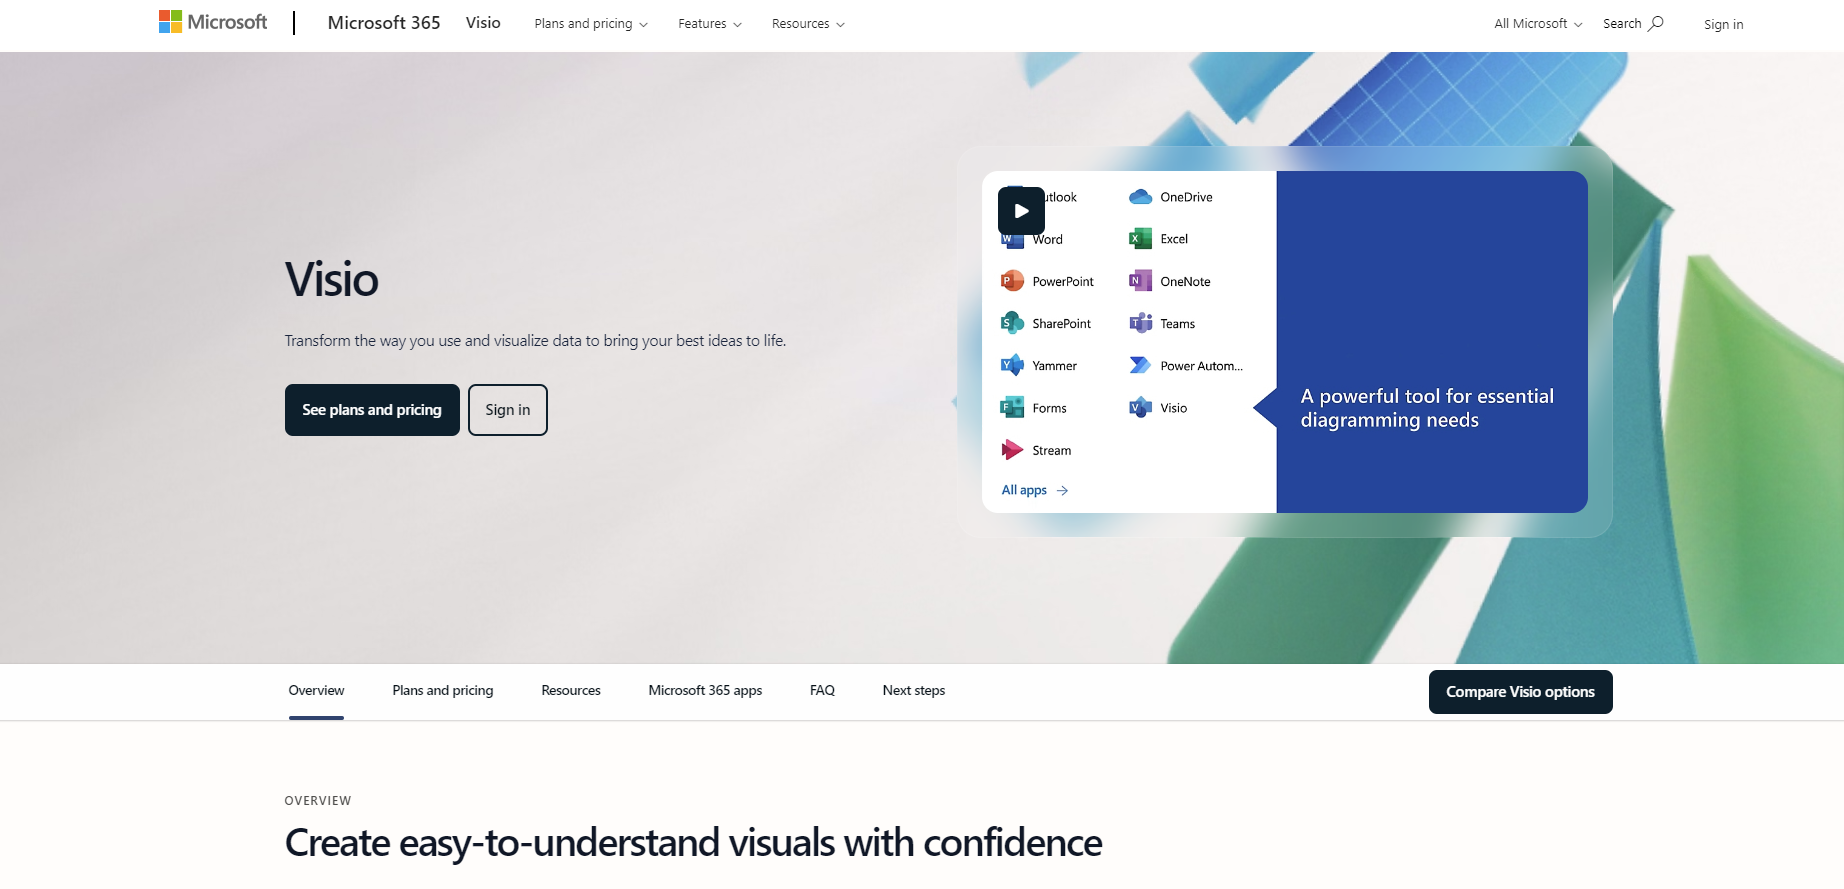 Microsoft
Microsoft 365
Visio
Plans and pricing
Features
Resources
All Microsoft
Search
Sign in
Visio
Transform the way you use and visualize data to bring your best ideas to life.
See plans and pricing
Sign in
utlook
OneDrive
Word
Excel
PowerPoint
OneNote
SharePoint
Teams
Yammer
Power Autom...
Forms
Visio
Stream
All apps
A powerful tool for essential
diagramming needs
Overview
Plans and pricing
Resources
Microsoft 365 apps
FAQ
Next steps
Compare Visio options
OVERVIEW
Create easy-to-understand visuals with confidence